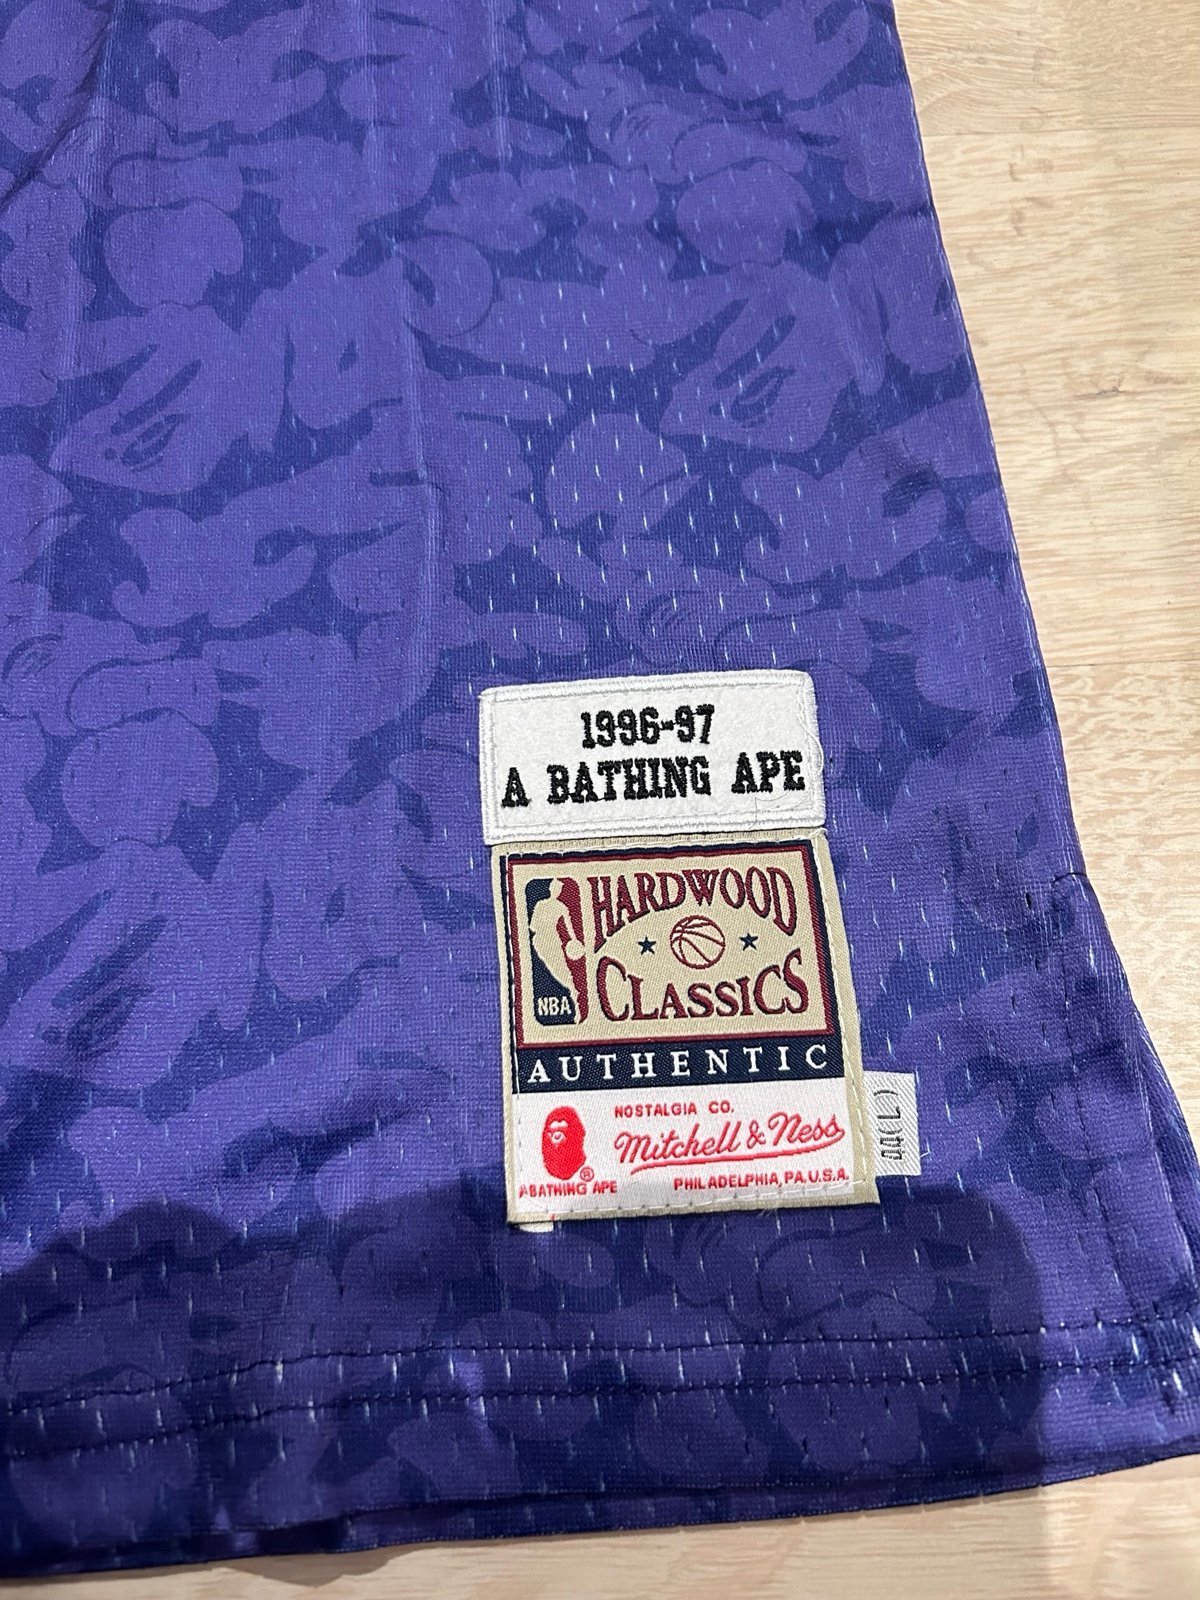 1996-97
A BATHING APE
HARDWOOD
CLASSICS
NBA
AUTHENTIC
NOSTALGIA CO.
Mitchell & Ness
PHILADELPHIA, PA. U.S.A.
®
A BATHING APE
44(L)